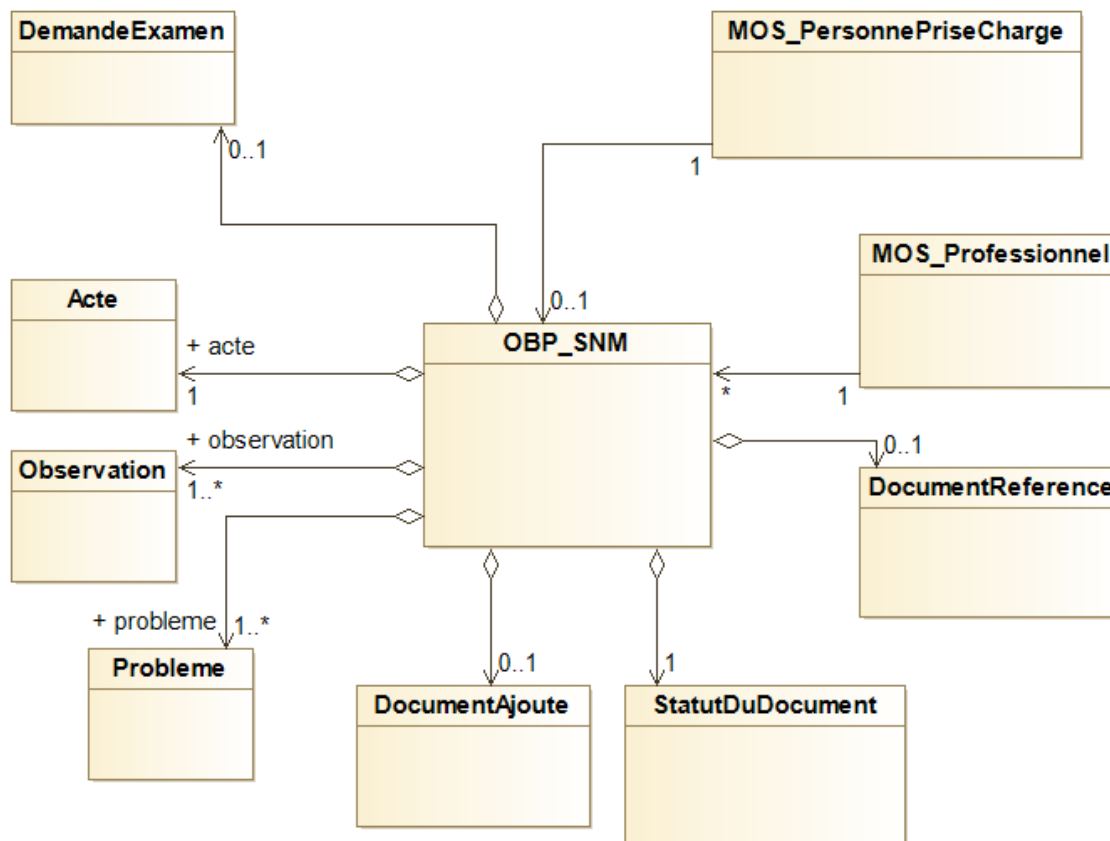 DemandeExamen
MOS_PersonnePriseCharge
0..1
1
MOS_Professionnel
Acte
0..1
OBP_SNM
+ acte
1
*
1
+ observation
Observation
1..*
0..1
DocumentReference
+ probleme
1..*
Probleme
0..1
1
DocumentAjoute
StatutDuDocument